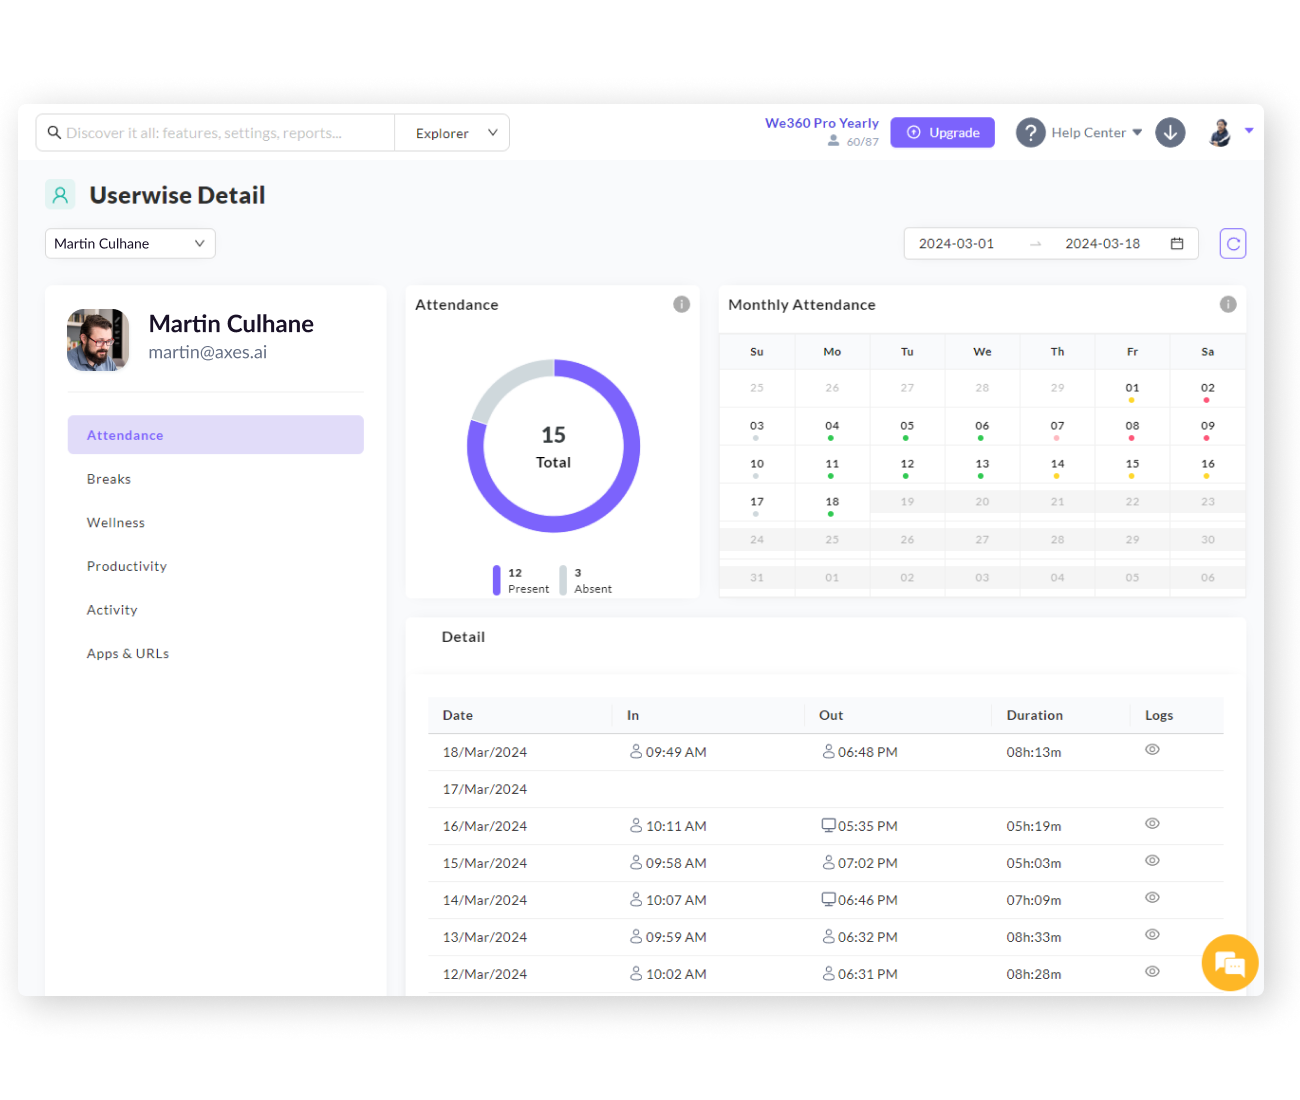 Discover it all: features, settings, reports...
Explorer
We360 Pro Yearly
60/87
Upgrade
? Help Center
Userwise Detail
Martin Culhane
2024-03-01 → 2024-03-18
Martin Culhane
martin@axes.ai
Attendance
Breaks
Wellness
Productivity
Activity
Apps & URLs
Attendance
15
Total
12
Present
3
Absent
Monthly Attendance
Su Mo Tu We Th Fr Sa
25 26 27 28 29 01 02
03 04 05 06 07 08 09
10 11 12 13 14 15 16
17 18 19 20 21 22 23
24 25 26 27 28 29 30
31 01 02 03 04 05 06
Detail
Date In Out Duration Logs
18/Mar/2024 09:49 AM 06:48 PM 08h:13m
17/Mar/2024
16/Mar/2024 10:11 AM 05:35 PM 05h:19m
15/Mar/2024 09:58 AM 07:02 PM 05h:03m
14/Mar/2024 10:07 AM 06:46 PM 07h:09m
13/Mar/2024 09:59 AM 06:32 PM 08h:33m
12/Mar/2024 10:02 AM 06:31 PM 08h:28m